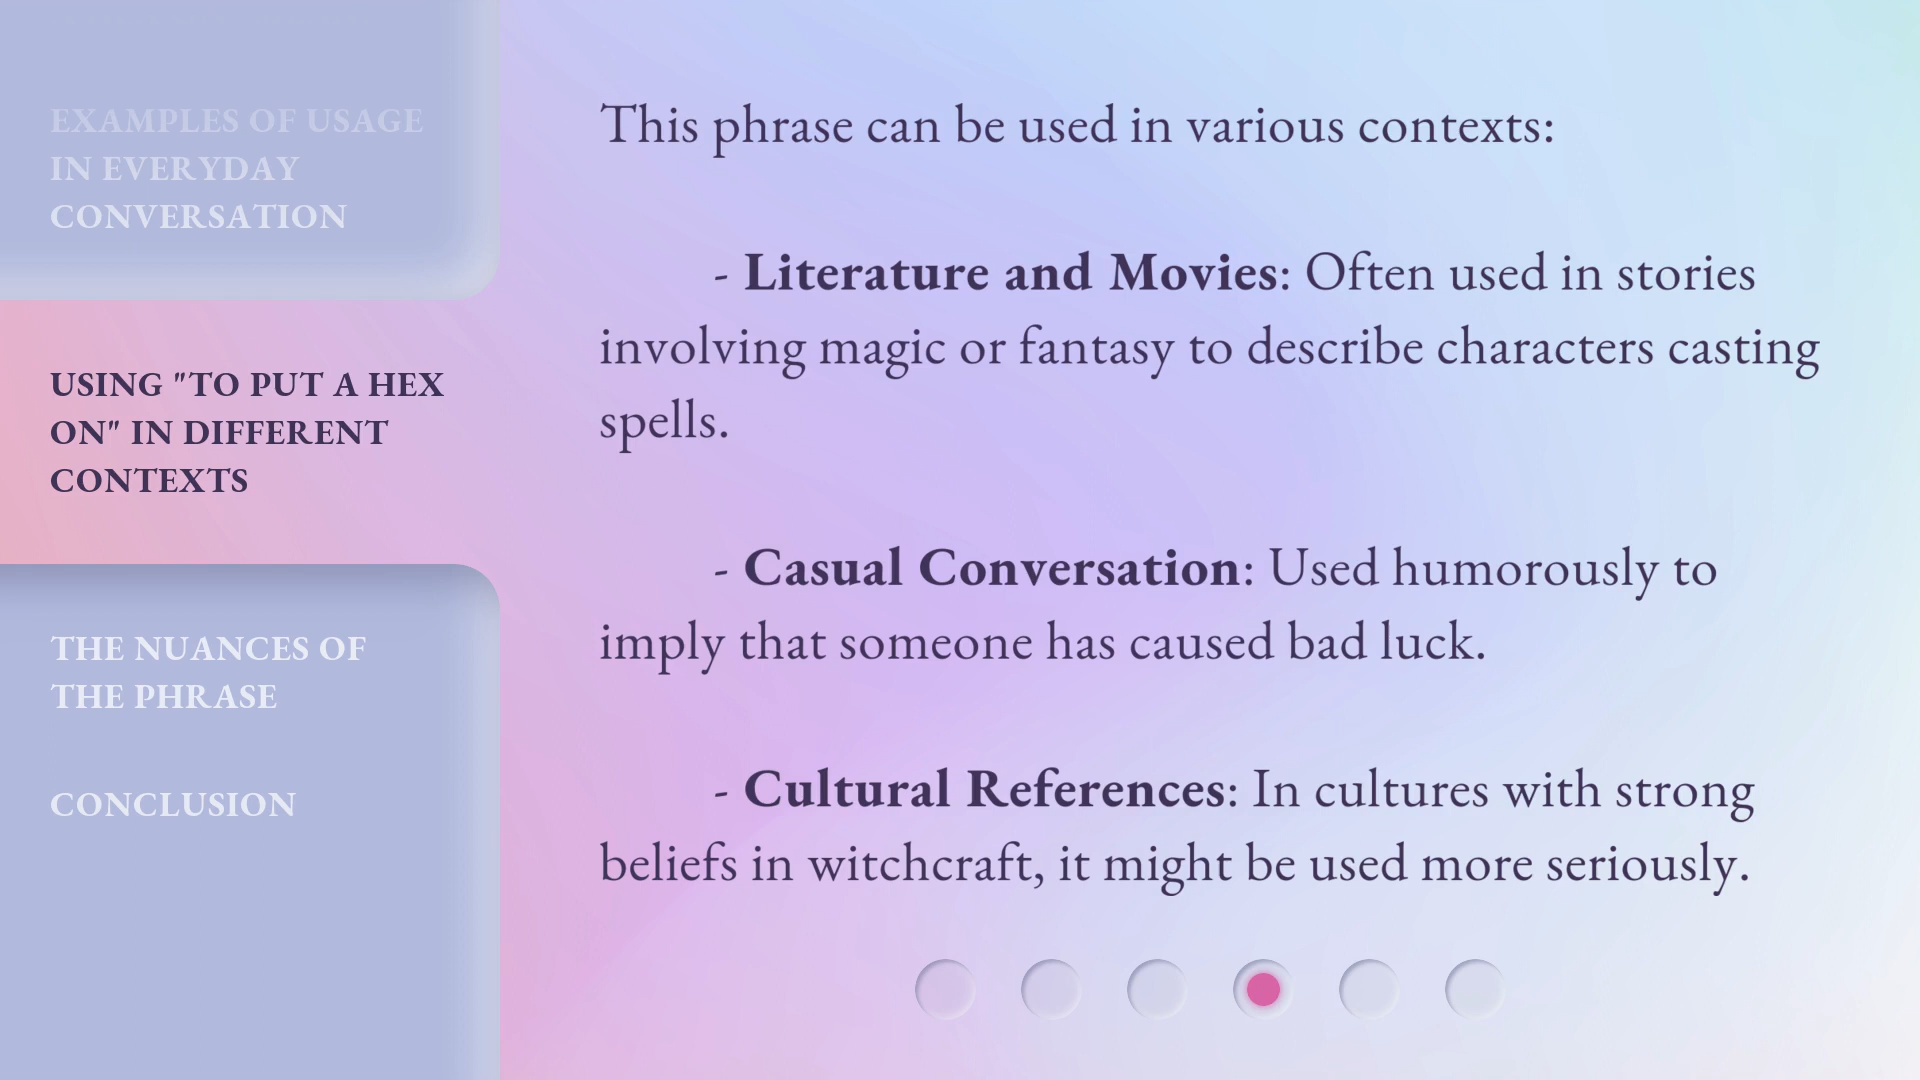 EXAMPLES OF USAGE
IN EVERYDAY
CONVERSATION
USING "TO PUT A HEX
ON" IN DIFFERENT
CONTEXTS
THE NUANCES OF
THE PHRASE
CONCLUSION
This phrase can be used in various contexts:
- Literature and Movies: Often used in stories
involving magic or fantasy to describe characters casting
spells.
- Casual Conversation: Used humorously to
imply that someone has caused bad luck.
- Cultural References: In cultures with strong
beliefs in witchcraft, it might be used more seriously.